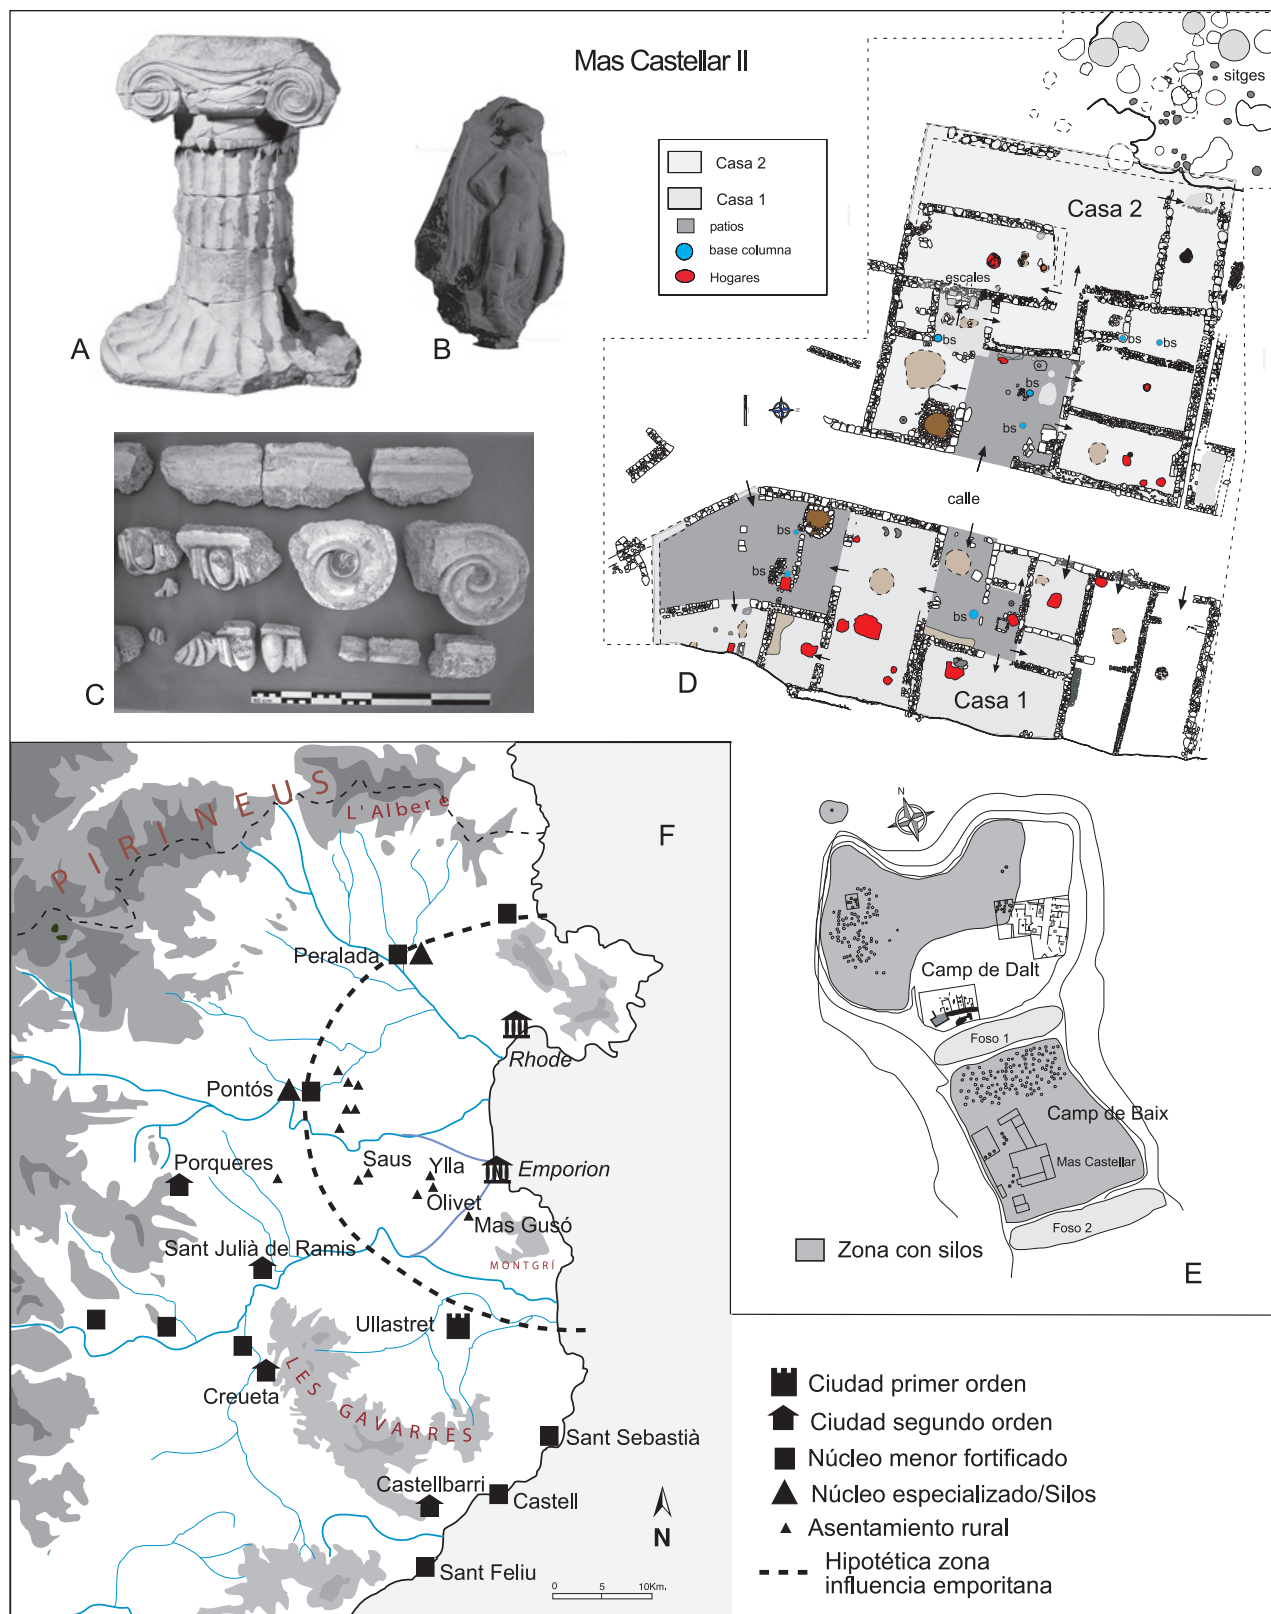 Mas Castellar II
A
B
C
Casa 2
Casa 1
patios
base columna
Hogares
sitges
Casa 2
escales
bs
bs
bs
bs
bs
calle
bs
bs
bs
D
Casa 1
PIRINEUS
L'Albere
F
Peralada
Rhode
Pontós
Porqueres
Saus
Ylla
Emporion
Olivet
Mas Gusó
Sant Julià de Ramis
MONTGRÍ
Ullastret
Creueta
LES GAVARRES
Sant Sebastià
Castellbarri
Castell
N
Sant Feliu
0 5 10Km.
N
Camp de Dalt
Foso 1
Camp de Baix
Mas Castellar
Foso 2
Zona con silos
E
Ciudad primer orden
Ciudad segundo orden
Núcleo menor fortificado
Núcleo especializado/Silos
Asentamiento rural
Hipotética zona
influencia emporitana